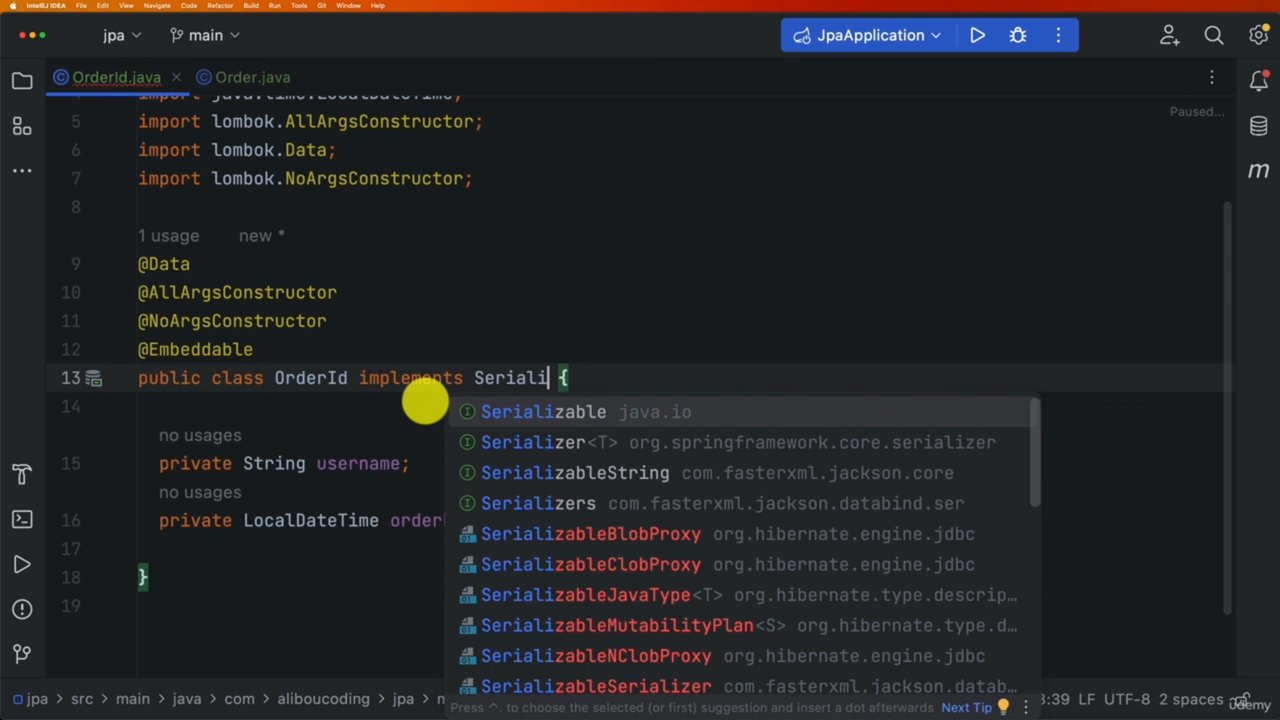 IntelliJ IDEA File Edit View Navigate Code Refactor Build Run Tools Git Window Help
jpa main JpaApplication
OrderId.java Order.java
import java.time.LocalDateTime;
Paused...
5 import lombok.AllArgsConstructor;
6 import lombok.Data;
7 import lombok.NoArgsConstructor;
8
1 usage new *
9 @Data
10 @AllArgsConstructor
11 @NoArgsConstructor
12 @Embeddable
13 public class OrderId implements Seriali {
14
Serializable java.io
no usages
Serializer<T> org.springframework.core.serializer
15 private String username;
SerializableString com.fasterxml.jackson.core
no usages
Serializers com.fasterxml.jackson.databind.ser
16 private LocalDateTime order
SerializableBlobProxy org.hibernate.engine.jdbc
17
SerializableClobProxy org.hibernate.engine.jdbc
18 }
SerializableJavaType<T> org.hibernate.type.descrip...
19
SerializableMutabilityPlan<S> org.hibernate.type.d...
SerializableNClobProxy org.hibernate.engine.jdbc
SerializableSerializer com.fasterxml.jackson.datab...
Press ^. to choose the selected (or first) suggestion and insert a dot afterwards Next Tip
jpa > src > main > java > com > aliboucoding > jpa > m 3:39 LF UTF-8 2 spaces
Udemy